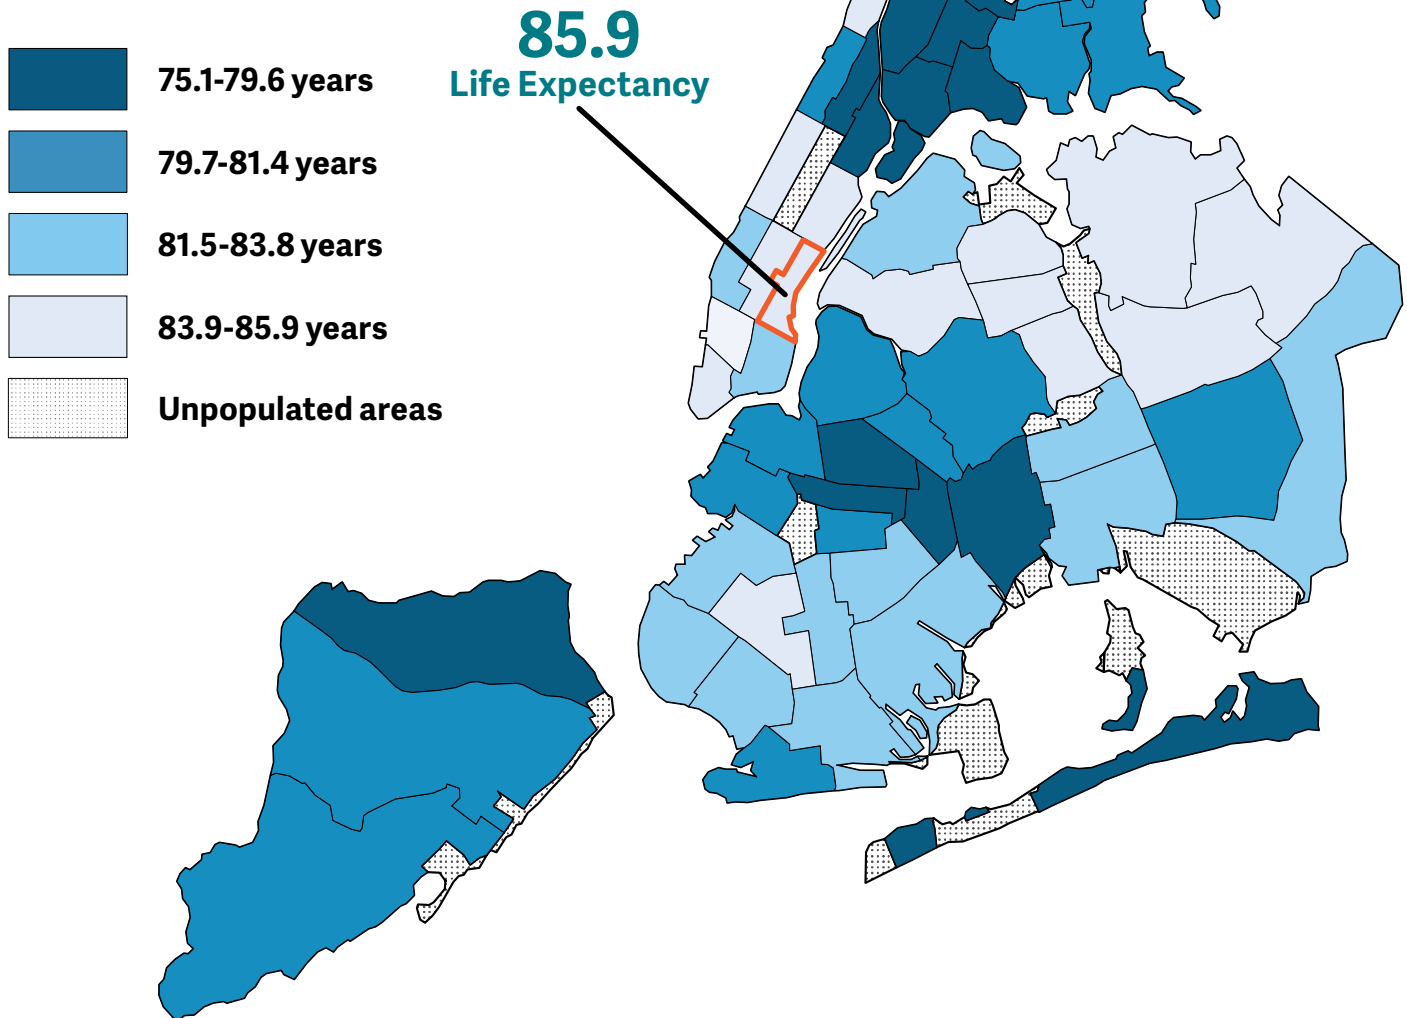 85.9
Life Expectancy
75.1-79.6 years
79.7-81.4 years
81.5-83.8 years
83.9-85.9 years
Unpopulated areas